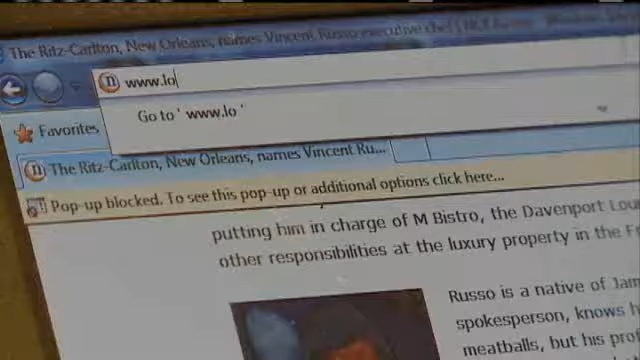 The Ritz-Carlton, New Orleans, names Vincent Russo executive chef
www.lo
Go to ' www.lo '
Favorites
The Ritz-Carlton, New Orleans, names Vincent Ru...
Pop-up blocked. To see this pop-up or additional options click here...
putting him in charge of M Bistro, the Davenport Lou
other responsibilities at the luxury property in the Fr
Russo is a native of Jam
spokesperson, knows h
meatballs, but his prof